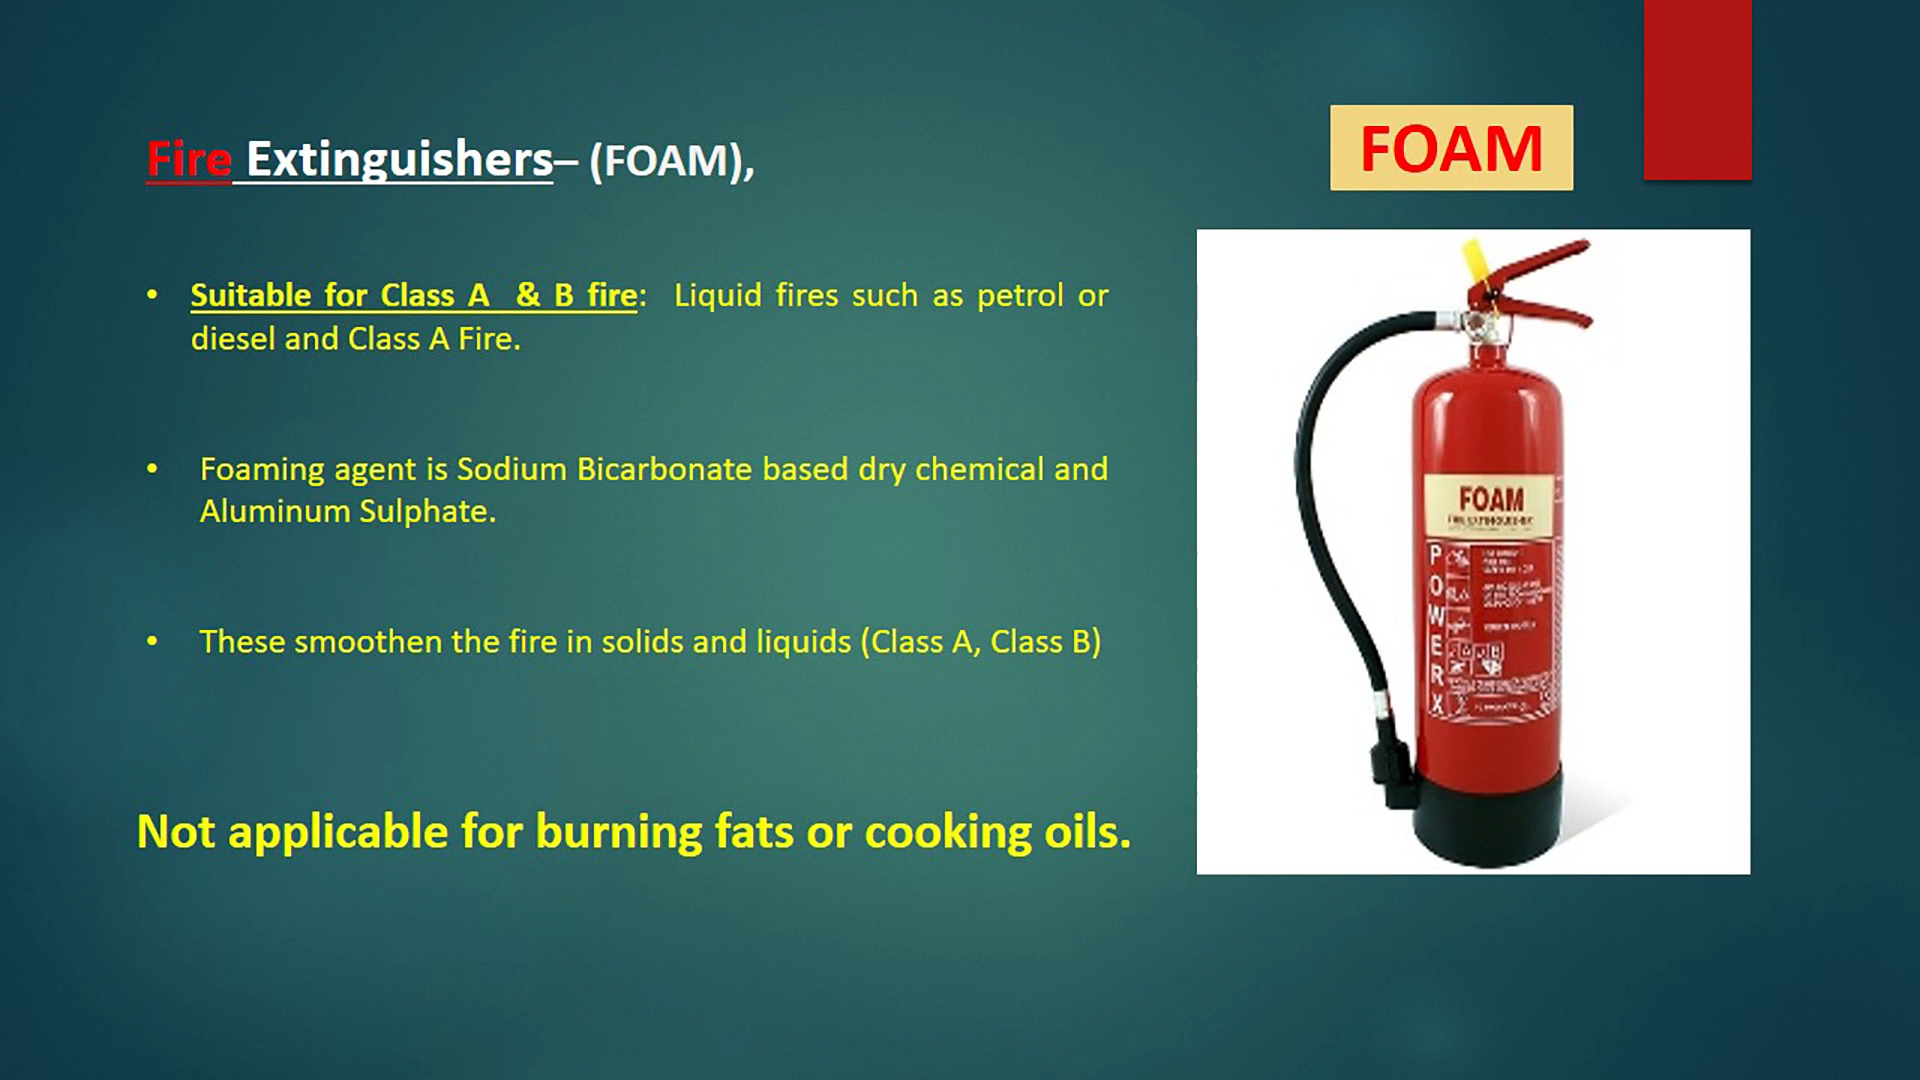 Fire Extinguishers– (FOAM),
FOAM
• Suitable for Class A & B fire: Liquid fires such as petrol or
diesel and Class A Fire.
• Foaming agent is Sodium Bicarbonate based dry chemical and
Aluminum Sulphate.
• These smoothen the fire in solids and liquids (Class A, Class B)
Not applicable for burning fats or cooking oils.
FOAM
FIRE EXTINGUISHER
POWERX